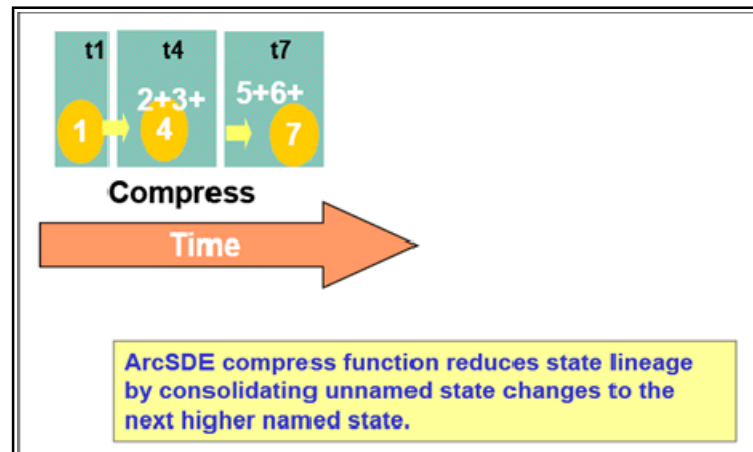 t1 t4 t7
2+3+ 5+6+
1 4 7
Compress
Time
ArcSDE compress function reduces state lineage
by consolidating unnamed state changes to the
next higher named state.